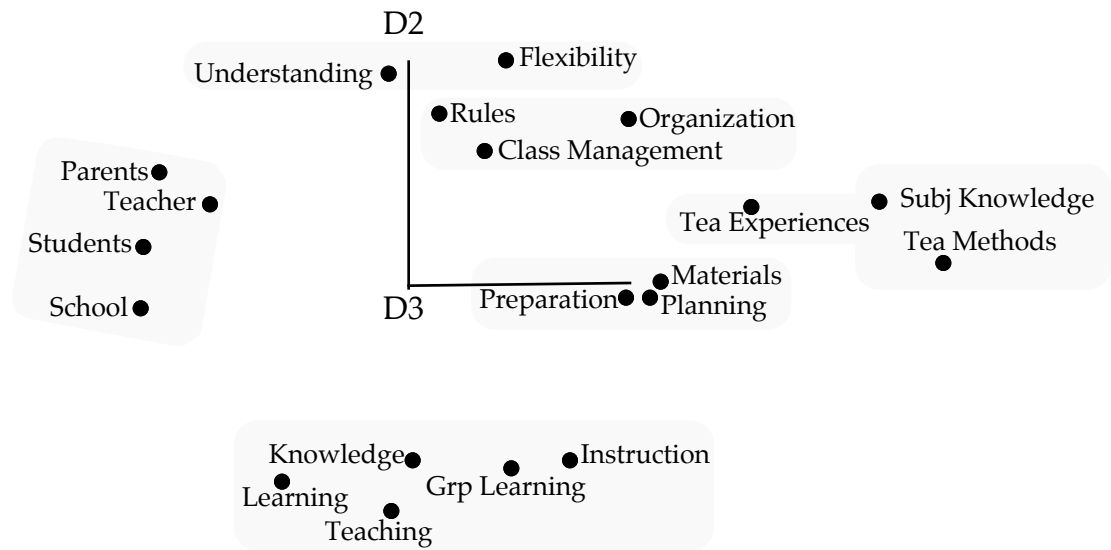 D2
Flexibility
Understanding
Rules
Organization
Class Management
Parents
Teacher
Students
School
Subj Knowledge
Tea Experiences
Tea Methods
Materials
Preparation
Planning
D3
Knowledge
Instruction
Grp Learning
Learning
Teaching